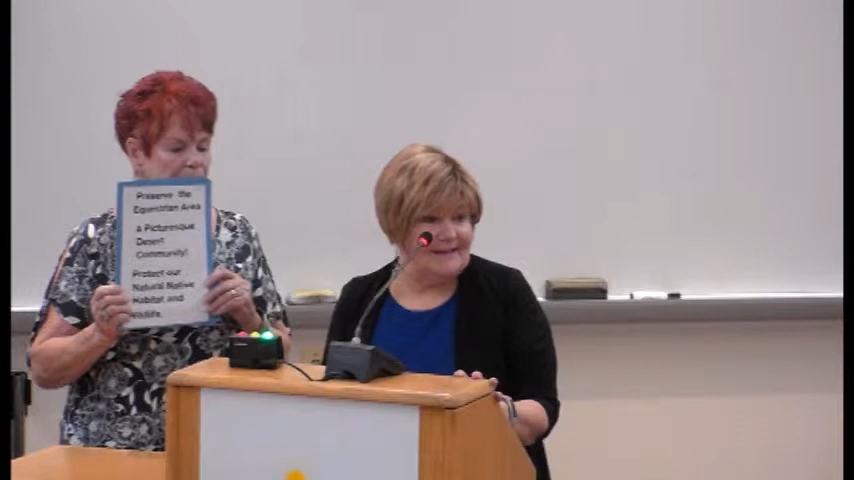 Preserve the
Equestrian Area
a Picturesque
Desert
Community!
Protect our
Natural Native
Habitat and
Wildlife.